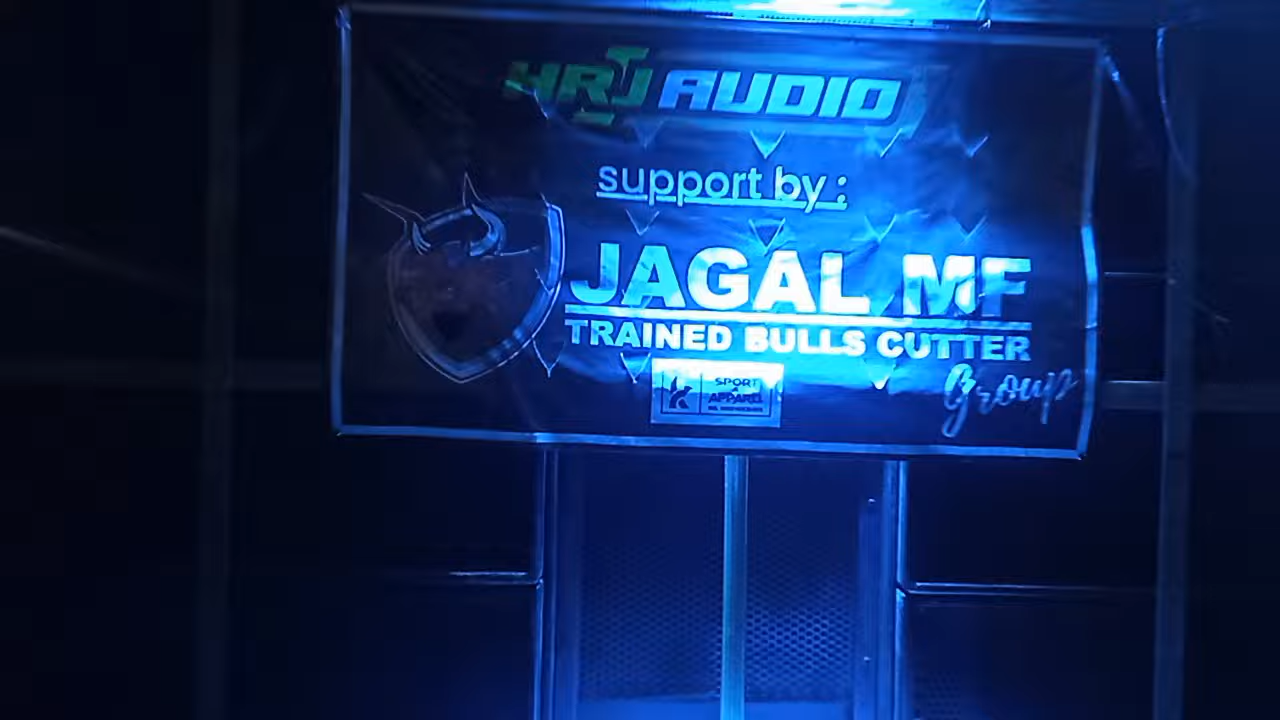 HRJ AUDIO
support by :
JAGAL MF
TRAINED BULLS CUTTER
Group
SPORT
&
APPAREL